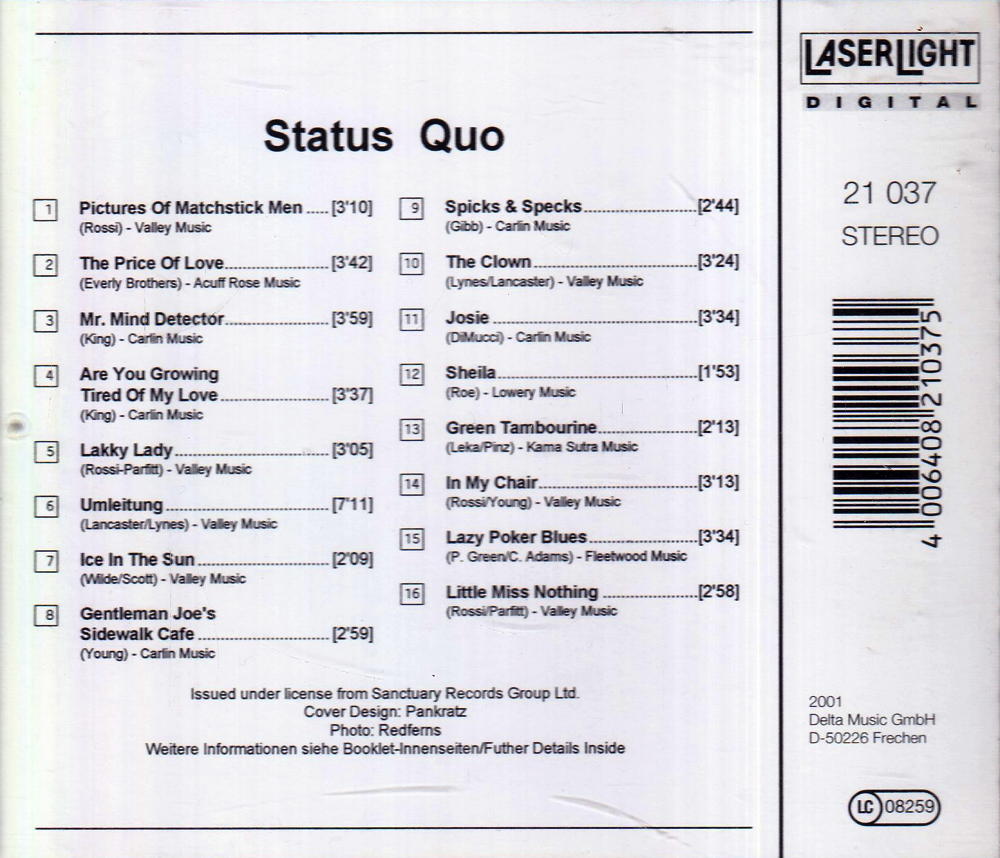 Status Quo
1 Pictures Of Matchstick Men ..... [3'10]
(Rossi) - Valley Music
2 The Price Of Love ..... [3'42]
(Everly Brothers) - Acuff Rose Music
3 Mr. Mind Detector ..... [3'59]
(King) - Carlin Music
4 Are You Growing
Tired Of My Love ..... [3'37]
(King) - Carlin Music
5 Lakky Lady ..... [3'05]
(Rossi-Parfitt) - Valley Music
6 Umleitung ..... [7'11]
(Lancaster/Lynes) - Valley Music
7 Ice In The Sun ..... [2'09]
(Wilde/Scott) - Valley Music
8 Gentleman Joe's
Sidewalk Cafe ..... [2'59]
(Young) - Carlin Music
9 Spicks & Specks ..... [2'44]
(Gibb) - Carlin Music
10 The Clown ..... [3'24]
(Lynes/Lancaster) - Valley Music
11 Josie ..... [3'34]
(DiMucci) - Carlin Music
12 Sheila ..... [1'53]
(Roe) - Lowery Music
13 Green Tambourine ..... [2'13]
(Leka/Pinz) - Kama Sutra Music
14 In My Chair ..... [3'13]
(Rossi/Young) - Valley Music
15 Lazy Poker Blues ..... [3'34]
(P. Green/C. Adams) - Fleetwood Music
16 Little Miss Nothing ..... [2'58]
(Rossi/Parfitt) - Valley Music
Issued under license from Sanctuary Records Group Ltd.
Cover Design: Pankratz
Photo: Redferns
Weitere Informationen siehe Booklet-Innenseiten/Futher Details Inside
LASERLIGHT
DIGITAL
21 037
STEREO
4 006408 210375
2001
Delta Music GmbH
D-50226 Frechen
LC 08259